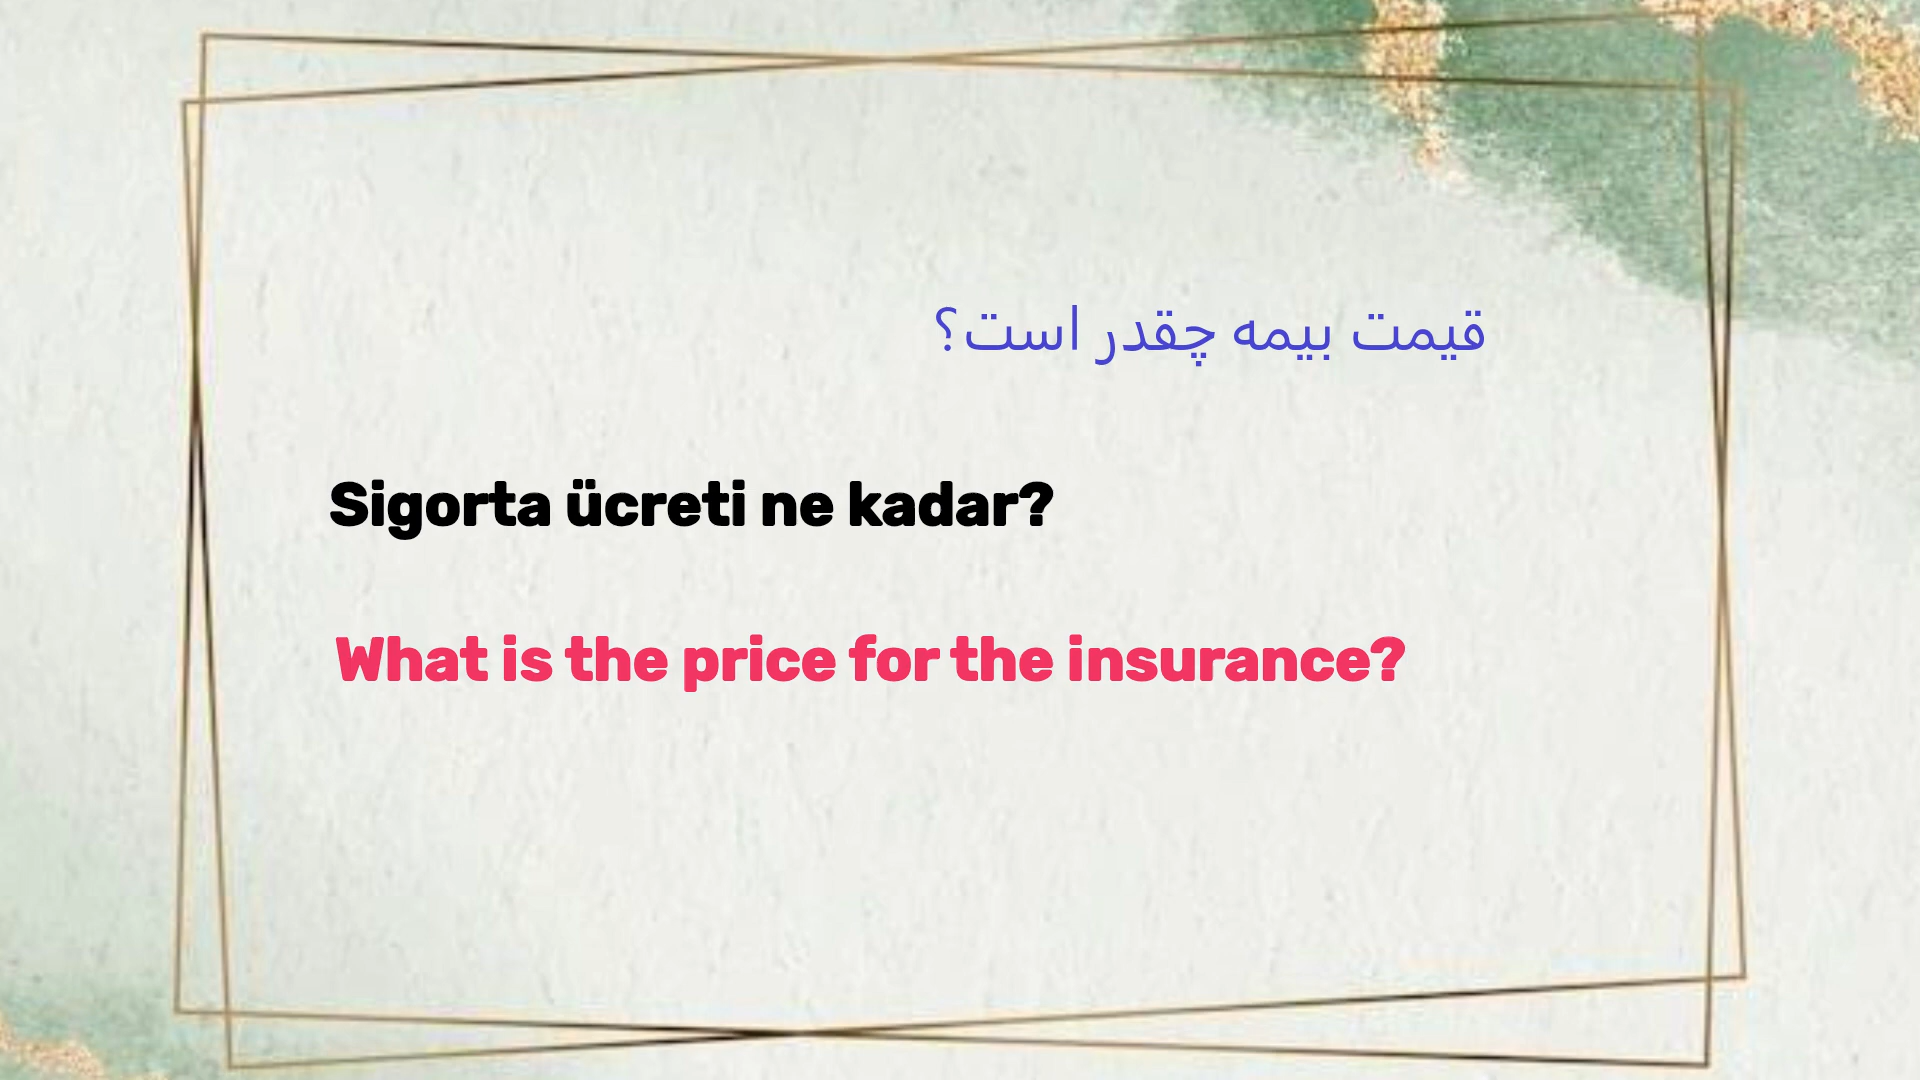 قیمت بیمه چقدر است؟
Sigorta ücreti ne kadar?
What is the price for the insurance?